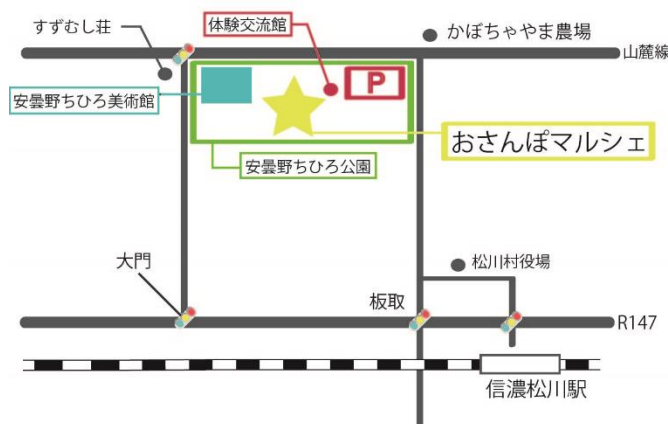 すずむし荘
体験交流館
かぼちゃやま農場
山麓線
P
安曇野ちひろ美術館
おさんぽマルシェ
安曇野ちひろ公園
大門
松川村役場
板取
R147
信濃松川駅